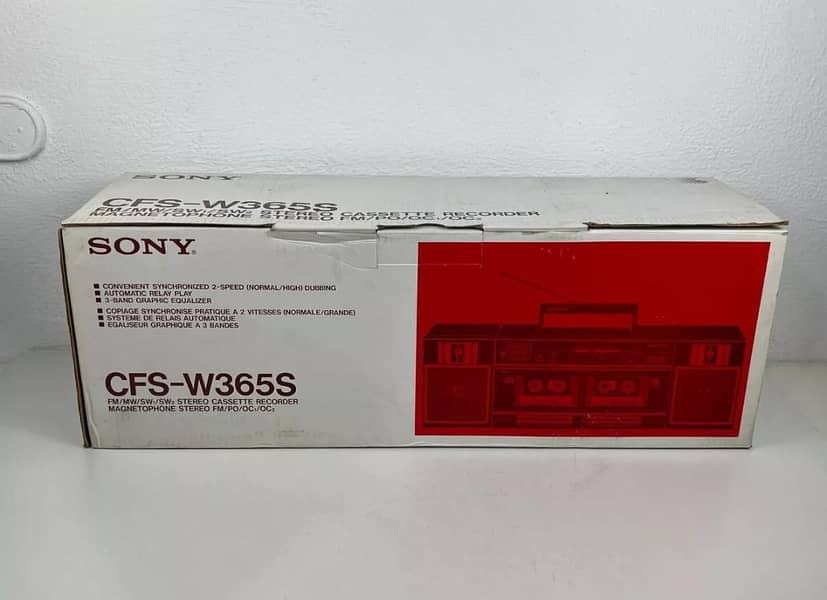 SONY
CFS-W365S
FM/MW/SW₁/SW₂ STEREO CASSETTE RECORDER
MAGNETOPHONE STEREO FM/PO/OC₁/OC₂
SONY®
■ CONVENIENT SYNCHRONIZED 2-SPEED (NORMAL/HIGH) DUBBING
■ AUTOMATIC RELAY PLAY
■ 3-BAND GRAPHIC EQUALIZER
■ COPIAGE SYNCHRONISE PRATIQUE A 2 VITESSES (NORMALE/GRANDE)
■ SYSTEME DE RELAIS AUTOMATIQUE
■ EGALISEUR GRAPHIQUE A 3 BANDES
CFS-W365S
FM/MW/SW₁/SW₂ STEREO CASSETTE RECORDER
MAGNETOPHONE STEREO FM/PO/OC₁/OC₂